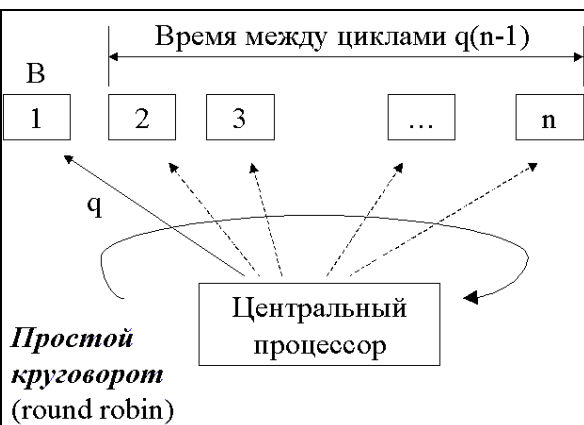 Время между циклами q(n-1)
В
1 2 3 ... n
q
Центральный
процессор
Простой
круговорот
(round robin)